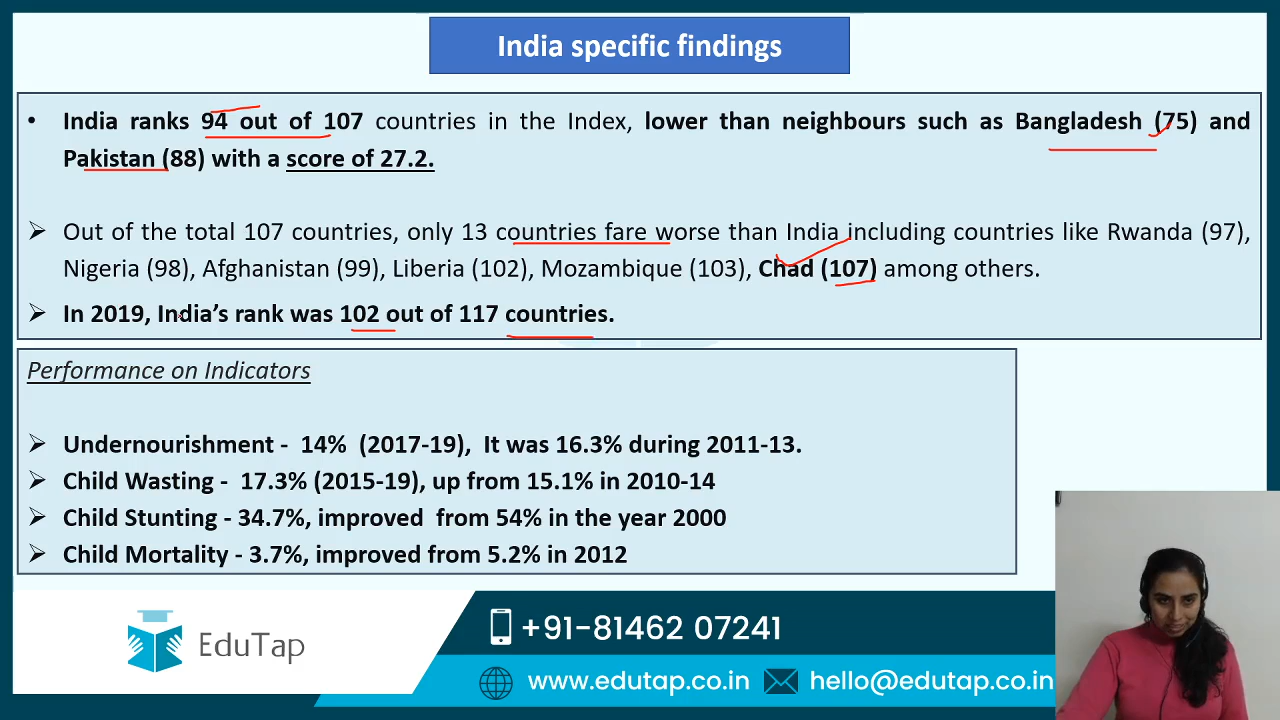 India specific findings
• India ranks 94 out of 107 countries in the Index, lower than neighbours such as Bangladesh (75) and
Pakistan (88) with a score of 27.2.
➢ Out of the total 107 countries, only 13 countries fare worse than India including countries like Rwanda (97),
Nigeria (98), Afghanistan (99), Liberia (102), Mozambique (103), Chad (107) among others.
➢ In 2019, India's rank was 102 out of 117 countries.
Performance on Indicators
➢ Undernourishment - 14% (2017-19), It was 16.3% during 2011-13.
➢ Child Wasting - 17.3% (2015-19), up from 15.1% in 2010-14
➢ Child Stunting - 34.7%, improved from 54% in the year 2000
➢ Child Mortality - 3.7%, improved from 5.2% in 2012
EduTap
+91-81462 07241
www.edutap.co.in
hello@edutap.co.in